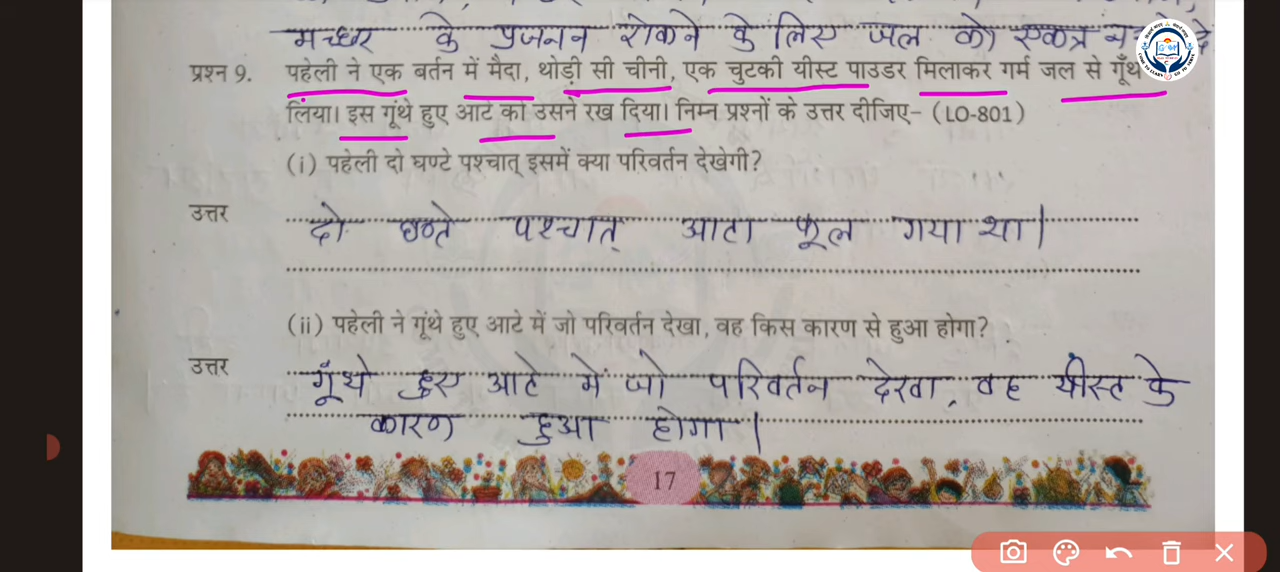 मच्छर के प्रजनन रोकने के लिए जल को एकत्र न दें
प्रश्न 9. पहेली ने एक बर्तन में मैदा, थोड़ी सी चीनी, एक चुटकी यीस्ट पाउडर मिलाकर गर्म जल से गूँथ
लिया। इस गूंथे हुए आटे को उसने रख दिया। निम्न प्रश्नों के उत्तर दीजिए- (LO-801)
(i) पहेली दो घण्टे पश्चात् इसमें क्या परिवर्तन देखेगी?
उत्तर दो घण्टे पश्चात् आटा फूल गया था।
(ii) पहेली ने गूंथे हुए आटे में जो परिवर्तन देखा, वह किस कारण से हुआ होगा?
उत्तर गूँथे हुए आटे में जो परिवर्तन देखा, वह यीस्ट के
कारण हुआ होगा।
17